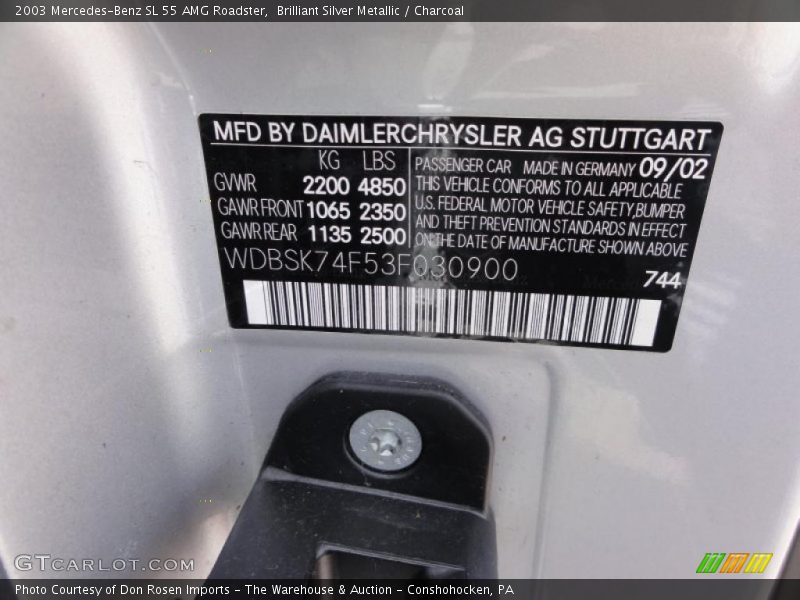 2003 Mercedes-Benz SL 55 AMG Roadster,  Brilliant Silver Metallic / Charcoal
MFD BY DAIMLERCHRYSLER AG STUTTGART
KG LBS
GVWR 2200 4850
GAWR FRONT 1065 2350
GAWR REAR 1135 2500
PASSENGER CAR MADE IN GERMANY 09/02
THIS VEHICLE CONFORMS TO ALL APPLICABLE
U.S. FEDERAL MOTOR VEHICLE SAFETY,BUMPER
AND THEFT PREVENTION STANDARDS IN EFFECT
ON THE DATE OF MANUFACTURE SHOWN ABOVE
WDBSK74F53F030900
744
GTCARLOT.COM
Photo Courtesy of Don Rosen Imports - The Warehouse & Auction - Conshohocken, PA